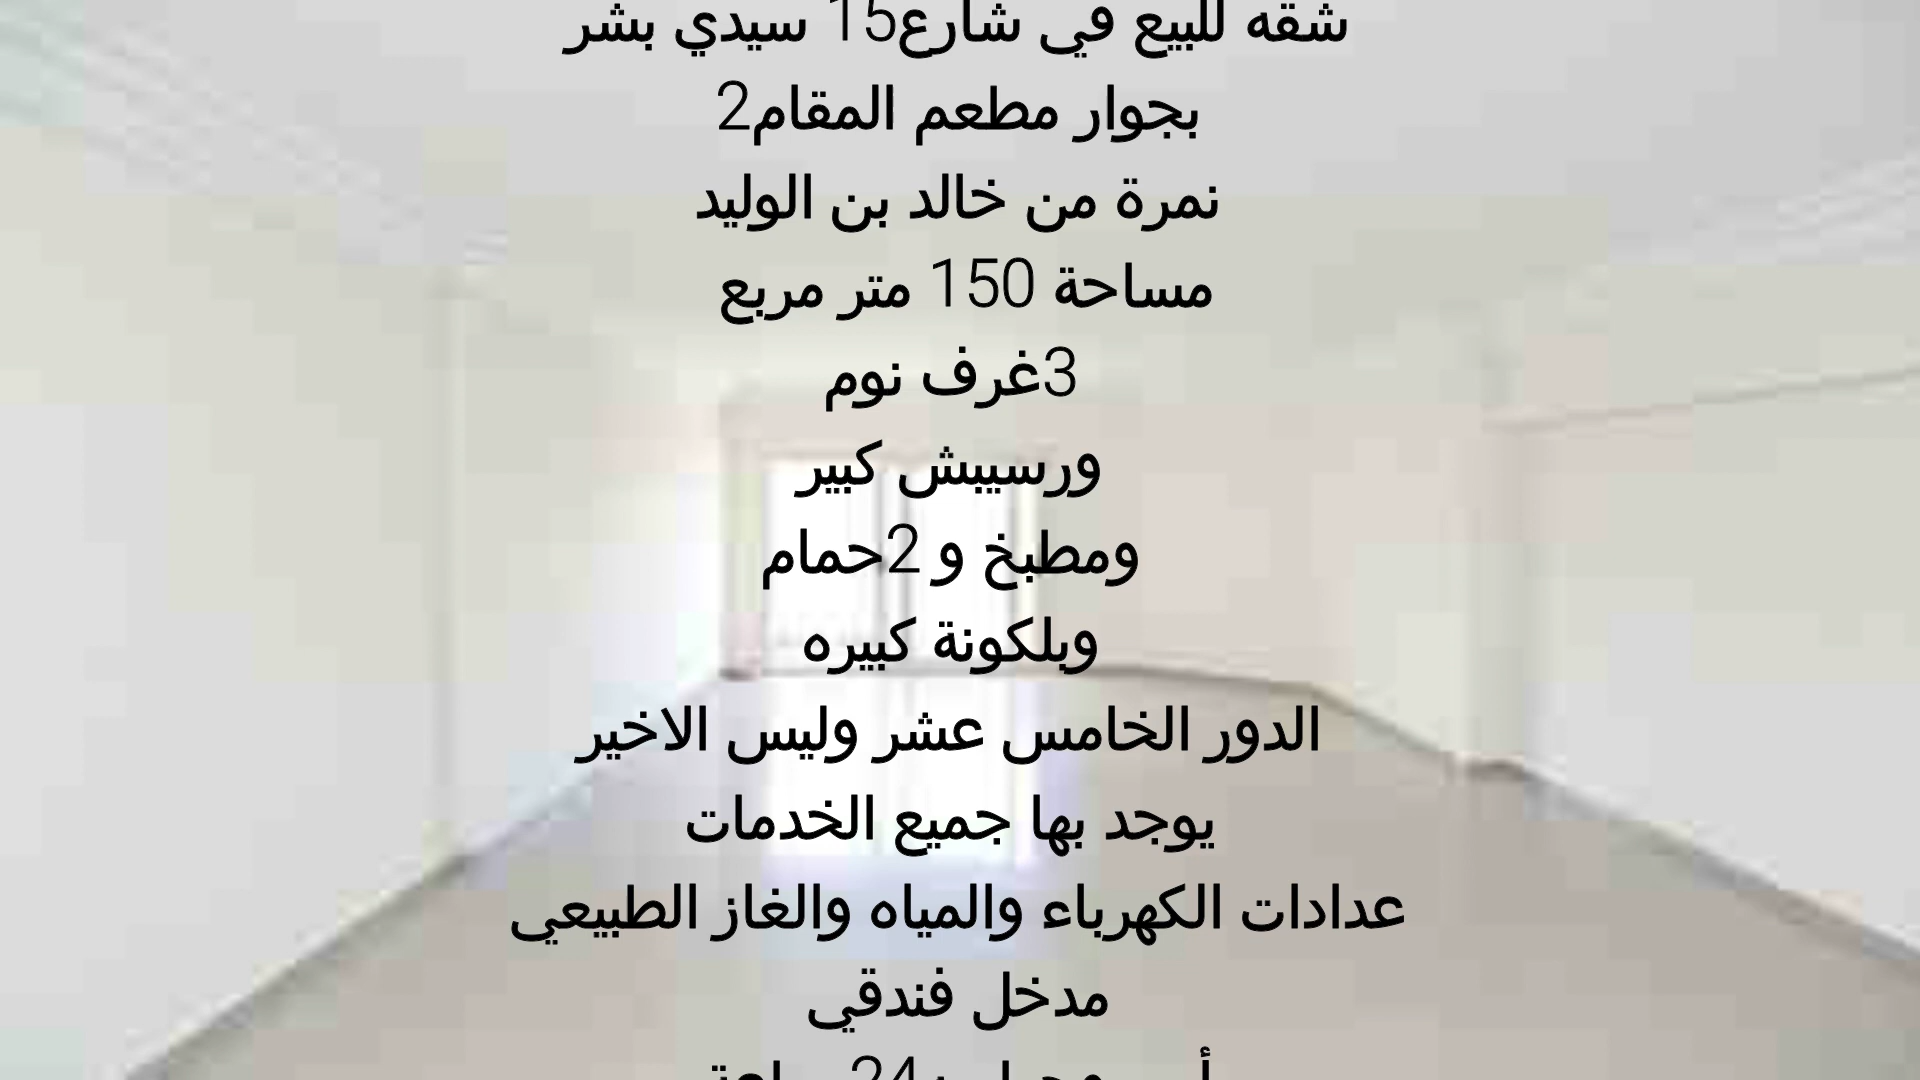 شقه للبيع في شارع15 سيدي بشر
بجوار مطعم المقام2
نمرة من خالد بن الوليد
مساحة 150 متر مربع
3غرف نوم
ورسيبش كبير
ومطبخ و 2حمام
وبلكونة كبيره
الدور الخامس عشر وليس الاخير
يوجد بها جميع الخدمات
عدادات الكهرباء والمياه والغاز الطبيعي
مدخل فندقي